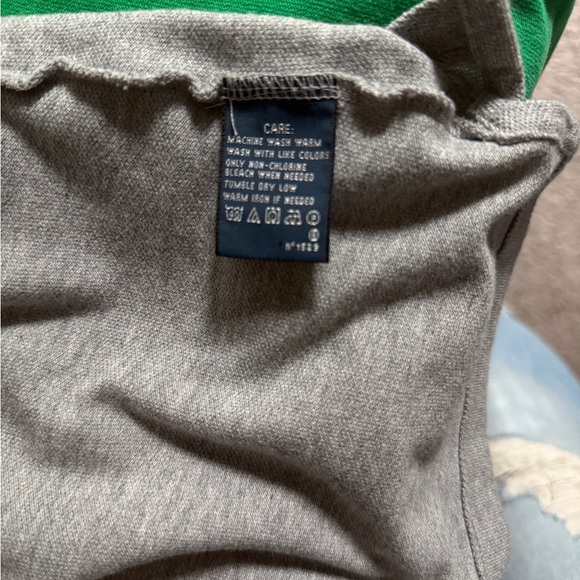 CARE:
MACHINE WASH WARM
WASH WITH LIKE COLORS
ONLY NON-CHLORINE
BLEACH WHEN NEEDED
TUMBLE DRY LOW
WARM IRON IF NEEDED